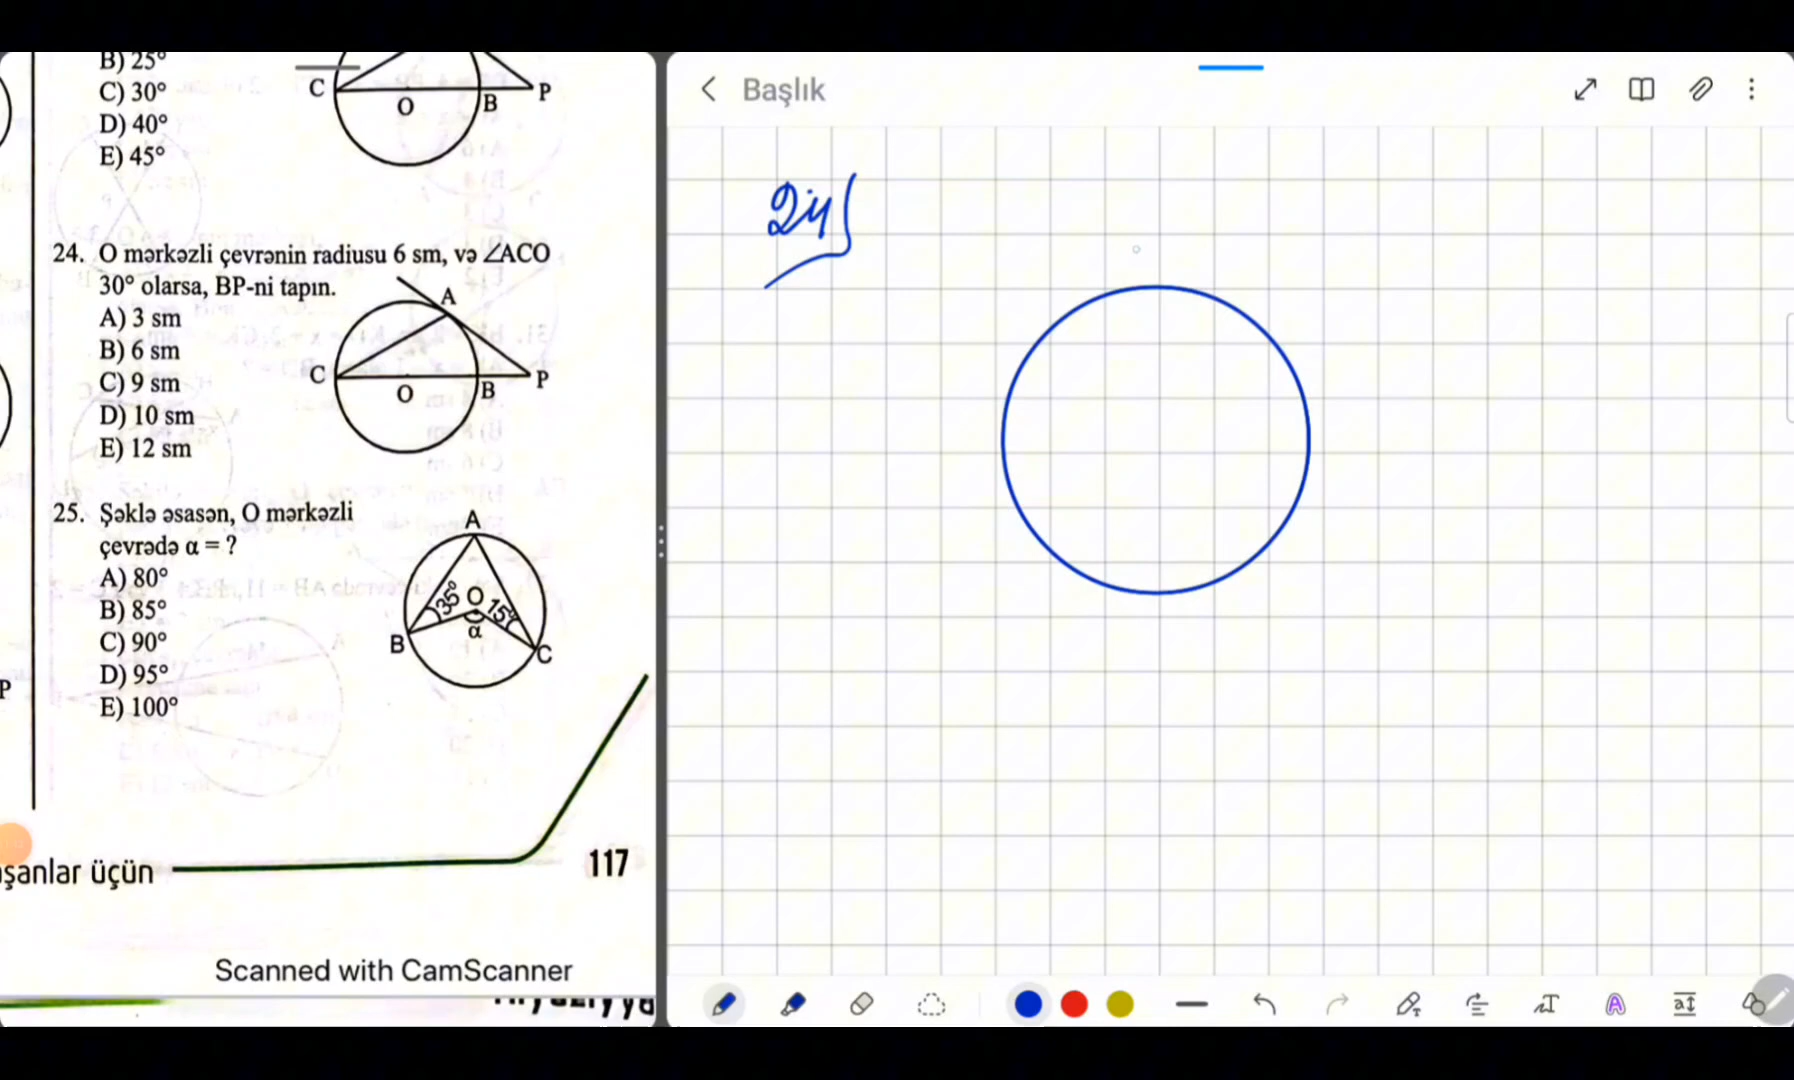 B) 25°
C) 30°
D) 40°
E) 45°
C
O
B
P
24. O mərkəzli çevrənin radiusu 6 sm, və ∠ACO
30° olarsa, BP-ni tapın.
A) 3 sm
B) 6 sm
C) 9 sm
D) 10 sm
E) 12 sm
A
C
O
B
P
25. Şəklə əsasən, O mərkəzli
çevrədə α = ?
A) 80°
B) 85°
C) 90°
D) 95°
E) 100°
A
35°
O
15°
α
B
C
P
şanlar üçün
117
Scanned with CamScanner
Başlık
24